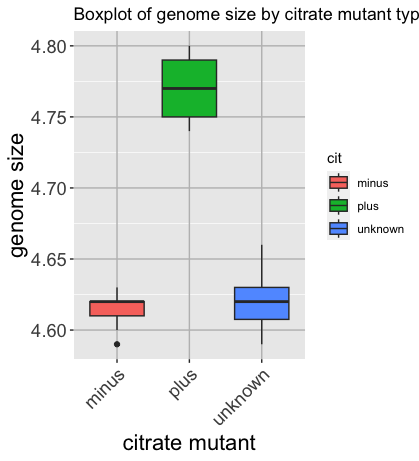 Boxplot of genome size by citrate mutant typ
4.80
4.75
4.70
4.65
4.60
genome size
minus
plus
unknown
citrate mutant
cit
minus
plus
unknown